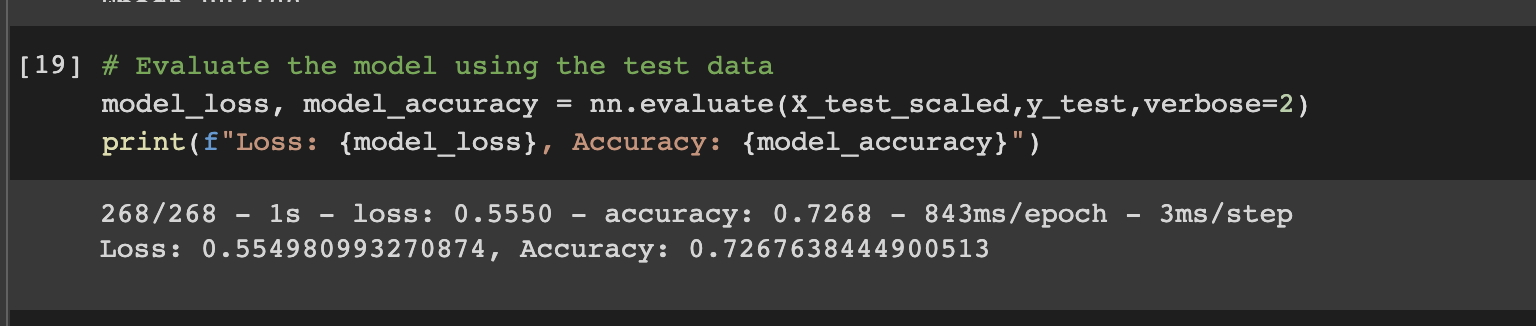 [19] # Evaluate the model using the test data
model_loss, model_accuracy = nn.evaluate(X_test_scaled,y_test,verbose=2)
print(f"Loss: {model_loss}, Accuracy: {model_accuracy}")
268/268 - 1s - loss: 0.5550 - accuracy: 0.7268 - 843ms/epoch - 3ms/step
Loss: 0.554980993270874, Accuracy: 0.7267638444900513